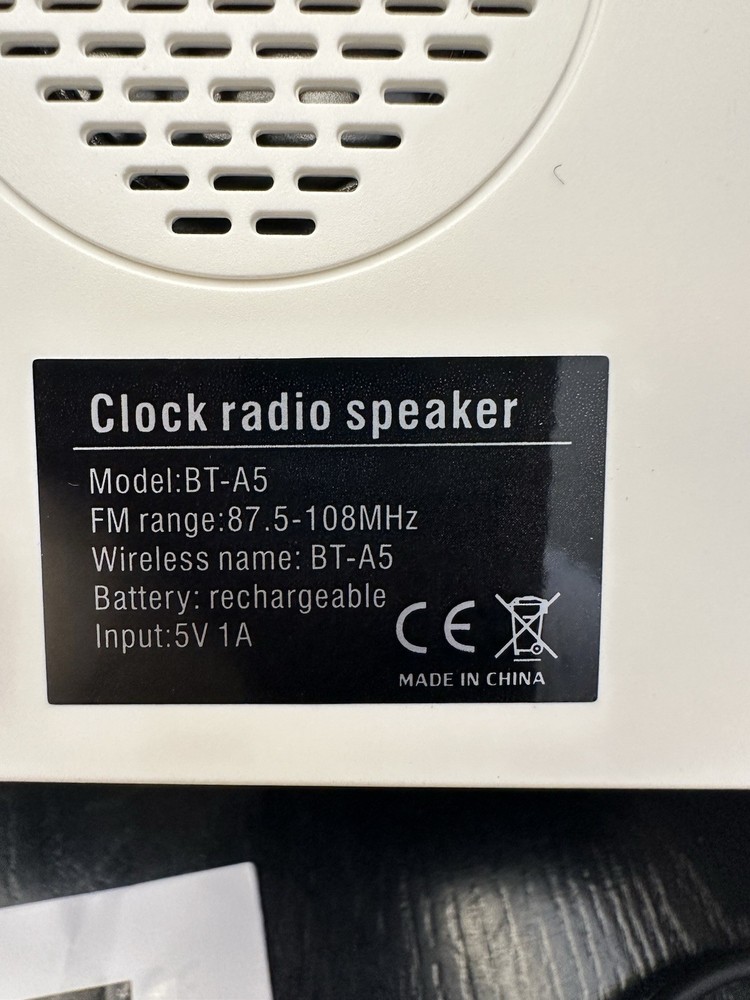 Clock radio speaker
Model:BT-A5
FM range:87.5-108MHz
Wireless name: BT-A5
Battery: rechargeable
Input:5V 1A
CE
MADE IN CHINA